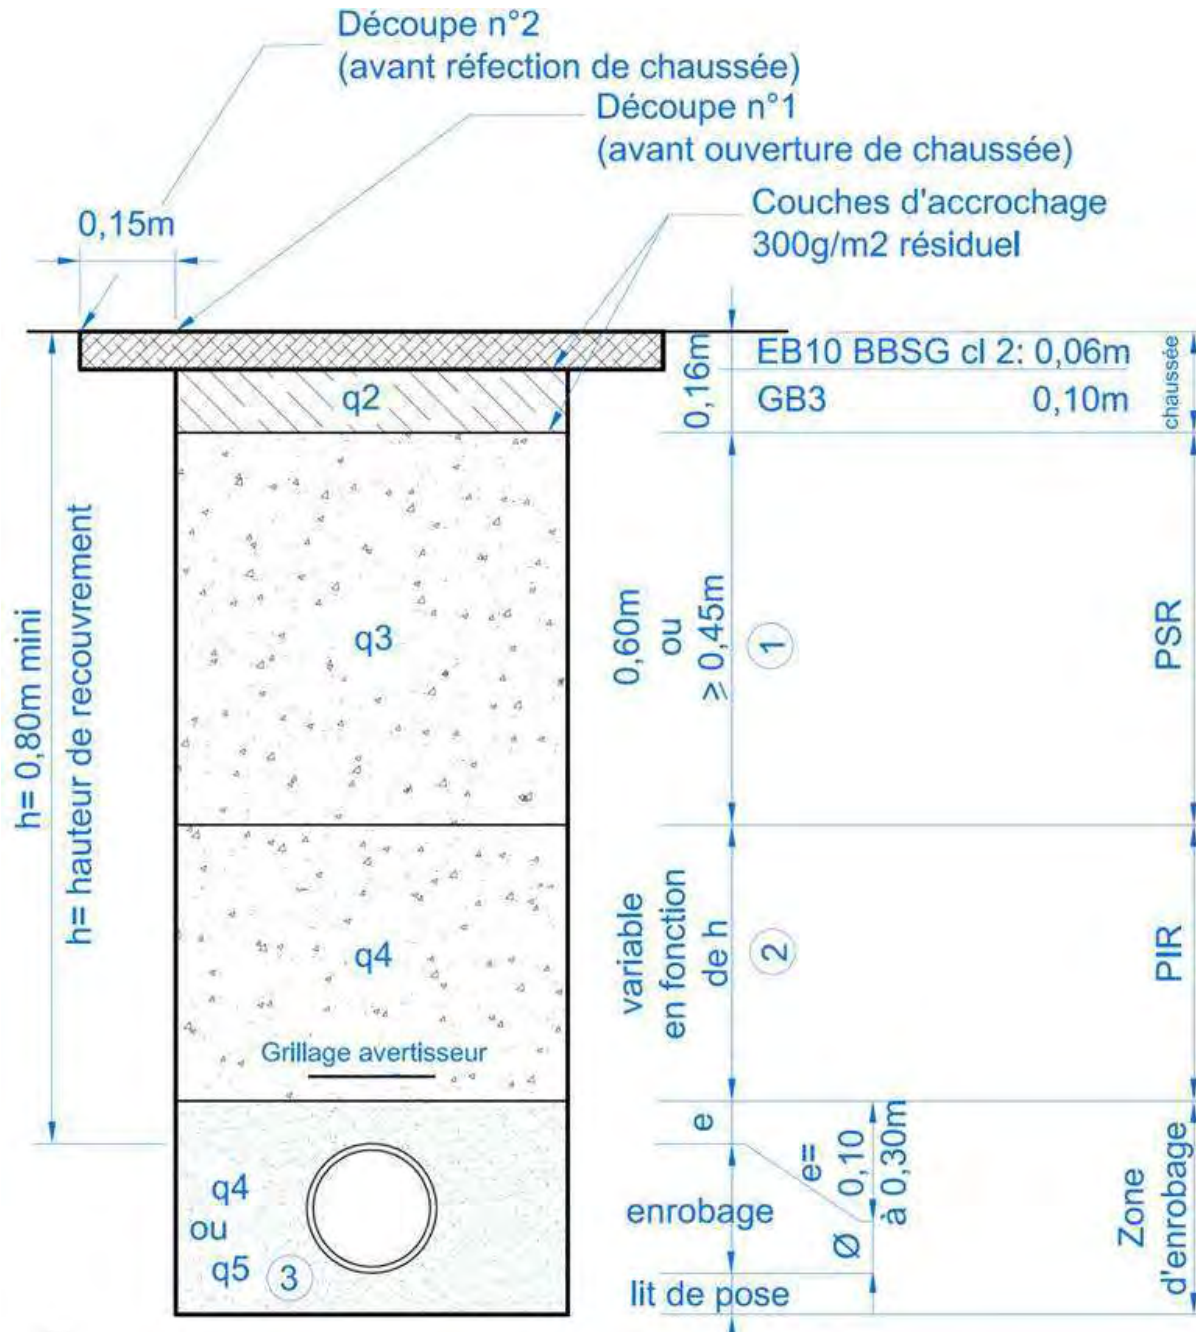 Découpe n°2
(avant réfection de chaussée)
Découpe n°1
(avant ouverture de chaussée)
Couches d'accrochage
300g/m2 résiduel
0,15m
0,16m
EB10 BBSG cl 2: 0,06m
GB3 0,10m
chaussée
q2
h= 0,80m mini
h= hauteur de recouvrement
q3
0,60m
ou
≥ 0,45m
1
PSR
q4
variable
en fonction
de h
2
PIR
Grillage avertisseur
q4
ou
q5
3
e
e=
0,10
à 0,30m
enrobage
Ø
lit de pose
Zone
d'enrobage